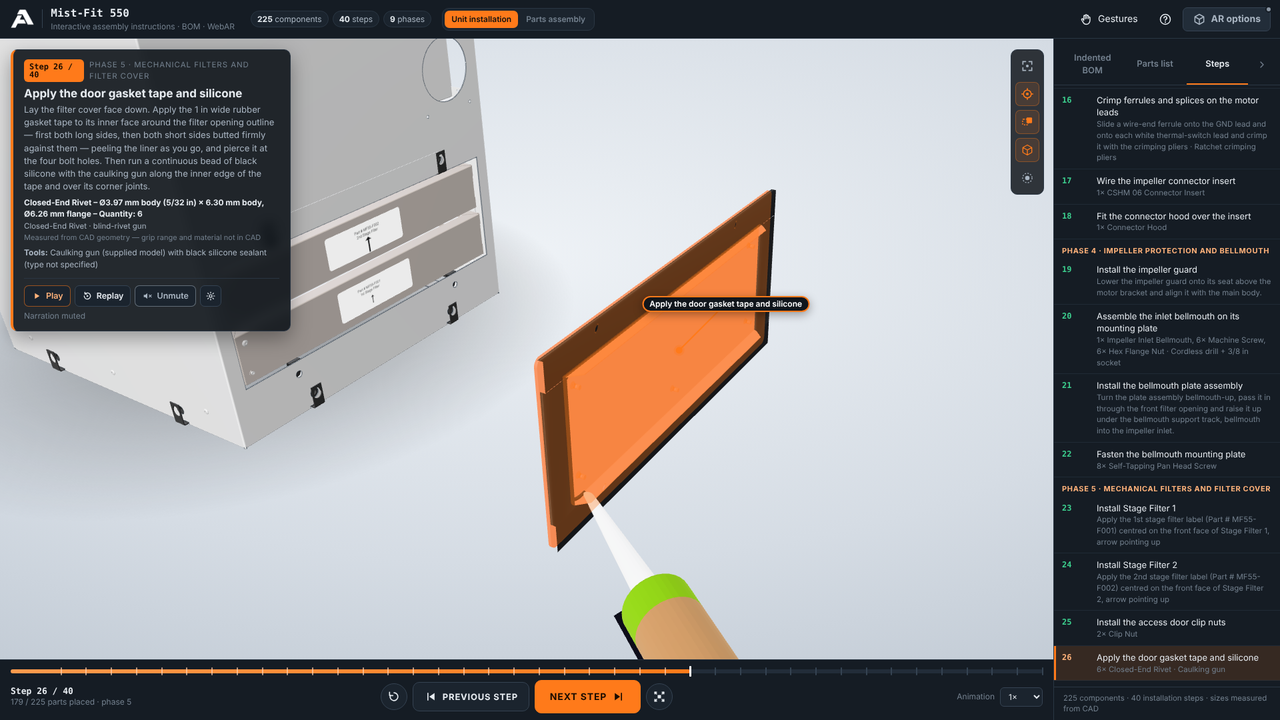 Mist-Fit 550
Interactive assembly instructions · BOM · WebAR
225 components
40 steps
9 phases
Unit installation
Parts assembly
Gestures
AR options
Step 26 /
40
PHASE 5 · MECHANICAL FILTERS AND
FILTER COVER
Apply the door gasket tape and silicone
Lay the filter cover face down. Apply the 1 in wide rubber
gasket tape to its inner face around the filter opening outline
— first both long sides, then both short sides butted firmly
against them — peeling the liner as you go, and pierce it at
the four bolt holes. Then run a continuous bead of black
silicone with the caulking gun along the inner edge of the
tape and over its corner joints.
Closed-End Rivet – Ø3.97 mm body (5/32 in) × 6.30 mm body,
Ø6.26 mm flange – Quantity: 6
Closed-End Rivet · blind-rivet gun
Measured from CAD geometry — grip range and material not in CAD
Tools: Caulking gun (supplied model) with black silicone sealant
(type not specified)
Play
Replay
Unmute
Narration muted
Apply the door gasket tape and silicone
Indented
BOM
Parts list
Steps
16
Crimp ferrules and splices on the motor
leads
Slide a wire-end ferrule onto the GND lead and
onto each white thermal-switch lead and crimp
it with the crimping pliers · Ratchet crimping
pliers
17
Wire the impeller connector insert
1× CSHM 06 Connector Insert
18
Fit the connector hood over the insert
1× Connector Hood
PHASE 4 · IMPELLER PROTECTION AND BELLMOUTH
19
Install the impeller guard
Lower the impeller guard onto its seat above the
motor bracket and align it with the main body.
20
Assemble the inlet bellmouth on its
mounting plate
1× Impeller Inlet Bellmouth, 6× Machine Screw,
6× Hex Flange Nut · Cordless drill + 3/8 in
socket
21
Install the bellmouth plate assembly
Turn the plate assembly bellmouth-up, pass it in
through the front filter opening and raise it up
under the bellmouth support track, bellmouth
into the impeller inlet.
22
Fasten the bellmouth mounting plate
8× Self-Tapping Pan Head Screw
PHASE 5 · MECHANICAL FILTERS AND FILTER COVER
23
Install Stage Filter 1
Apply the 1st stage filter label (Part # MF55-
F001) centred on the front face of Stage Filter 1,
arrow pointing up
24
Install Stage Filter 2
Apply the 2nd stage filter label (Part # MF55-
F002) centred on the front face of Stage Filter
2, arrow pointing up
25
Install the access door clip nuts
2× Clip Nut
26
Apply the door gasket tape and silicone
6× Closed-End Rivet · Caulking gun
225 components · 40 installation steps · sizes measured
from CAD
Step 26 / 40
179 / 225 parts placed · phase 5
PREVIOUS STEP
NEXT STEP
Animation
1×